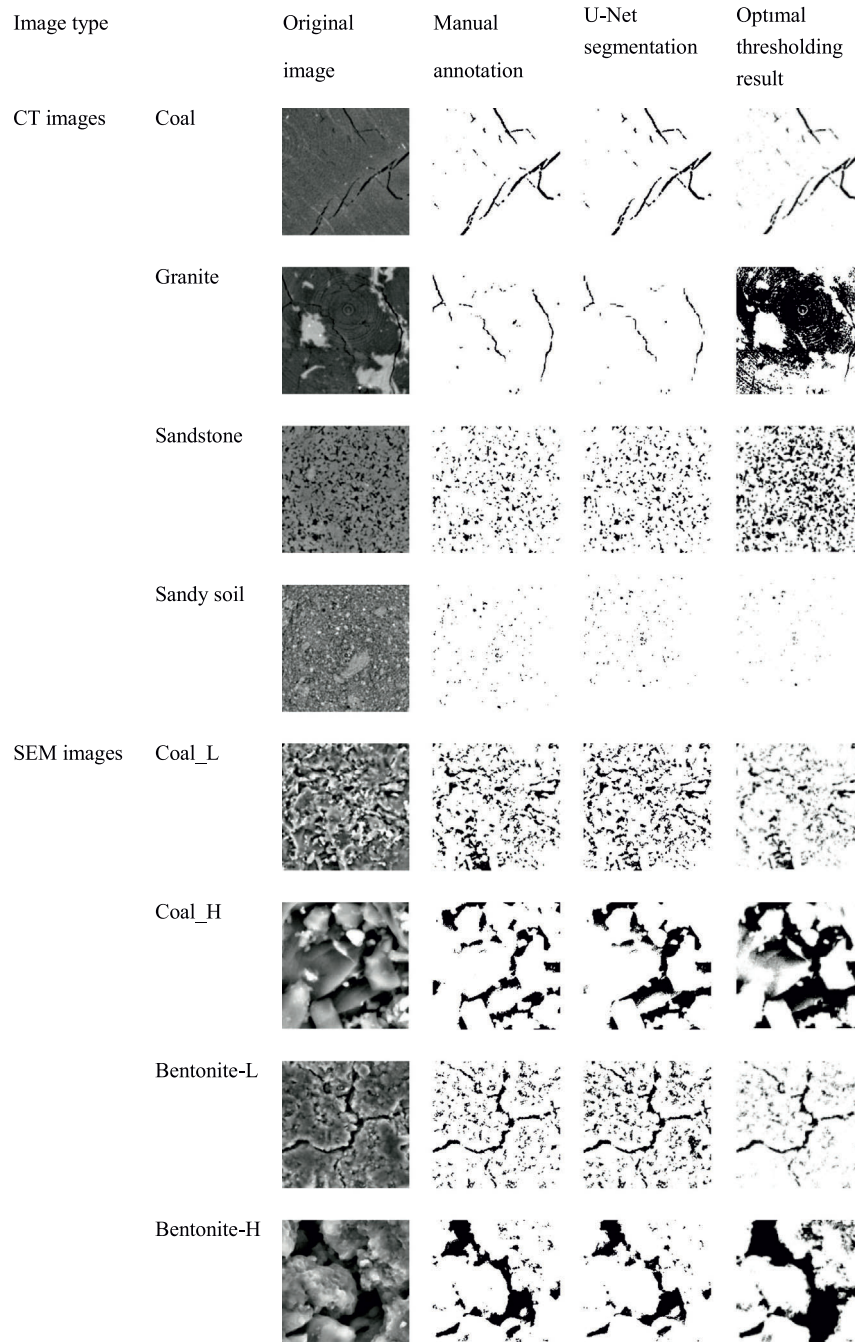 Image type
Original
image
Manual
annotation
U-Net
segmentation
Optımal
thresholding
result
CT images
Coal
Granite
Sandstone
Sandy soil
SEM images
Coal_L
Coal_H
Bentonite-L
Bentonite-H